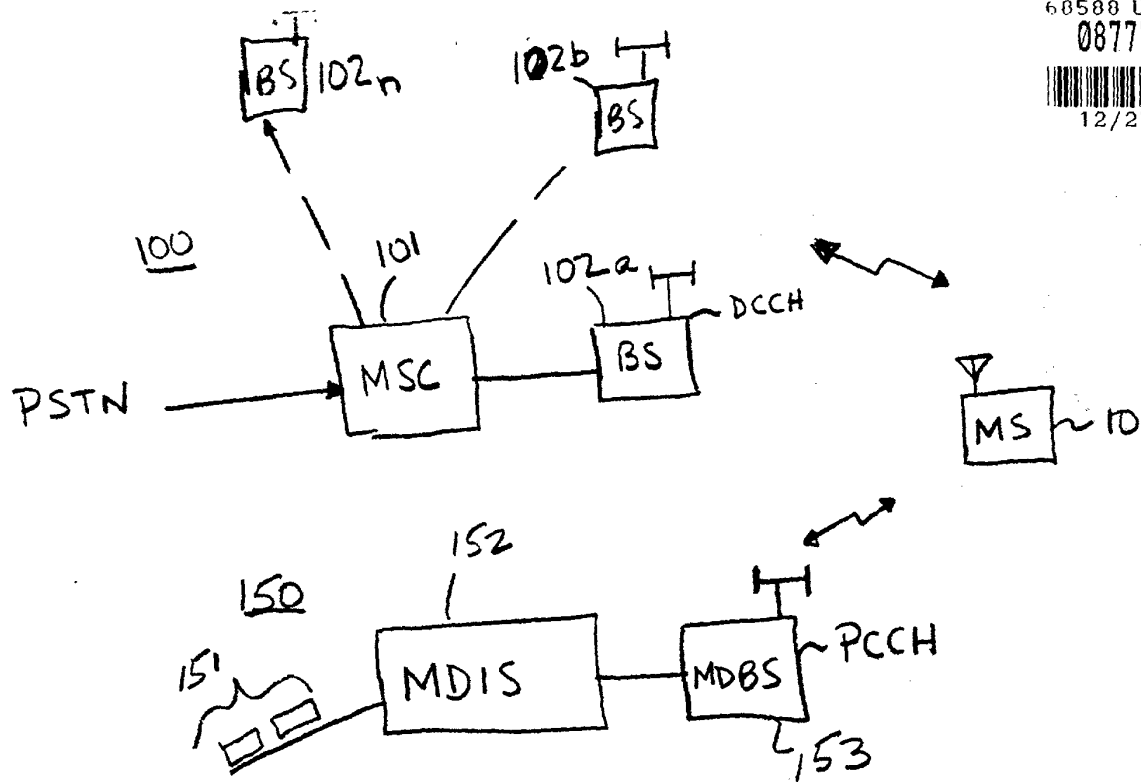 68588 U
0877
12/2
BS 102n
102b
BS
100
101
102a
DCCH
PSTN
MSC
BS
MS 10
152
150
151
MDIS
MDBS
PCCH
153